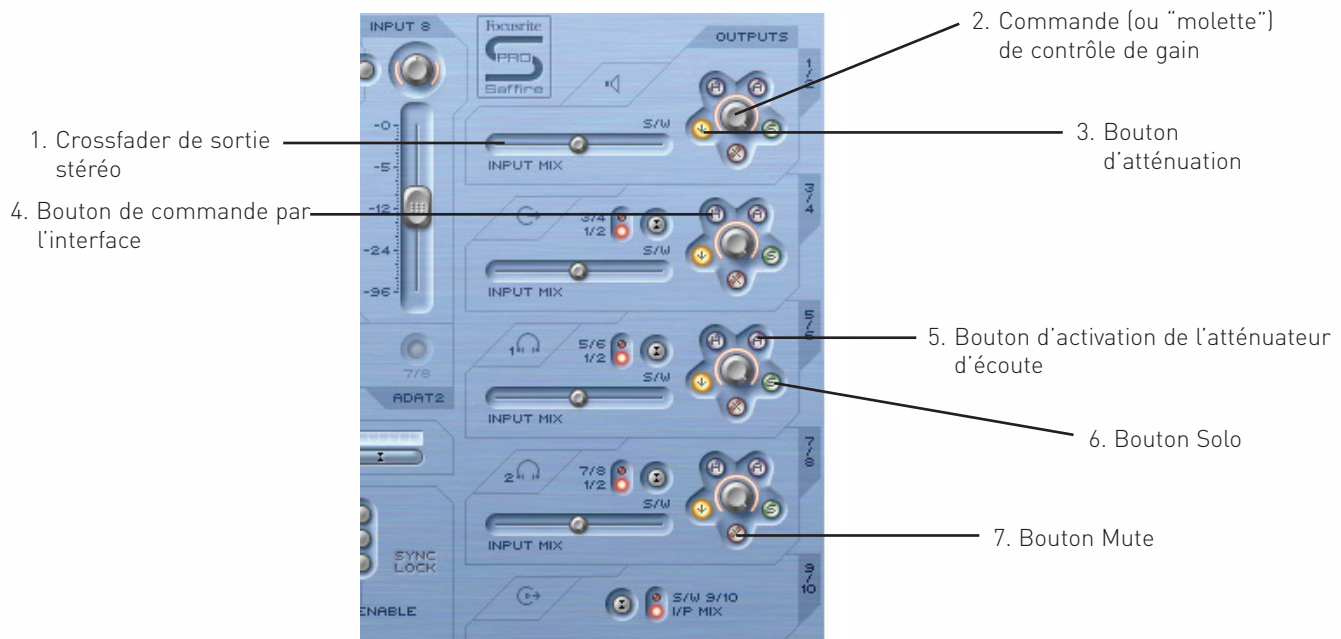 1. Crossfader de sortie
stéréo
4. Bouton de commande par
l’interface
INPUT 8
-0-
-5-
-12-
-24-
-96-
7/8
ADAT2
SYNC
LOCK
ENABLE
Focusrite
PRO
Saffire
OUTPUTS
1/2
S/W
INPUT MIX
H
A
S
3/4
3/4
1/2
S/W
INPUT MIX
H
A
S
5/6
1
5/6
1/2
S/W
INPUT MIX
H
A
S
7/8
2
7/8
1/2
S/W
INPUT MIX
H
A
S
9/10
S/W 9/10
I/P MIX
2. Commande (ou “molette”)
de contrôle de gain
3. Bouton
d’atténuation
5. Bouton d’activation de l’atténuateur
d’écoute
6. Bouton Solo
7. Bouton Mute